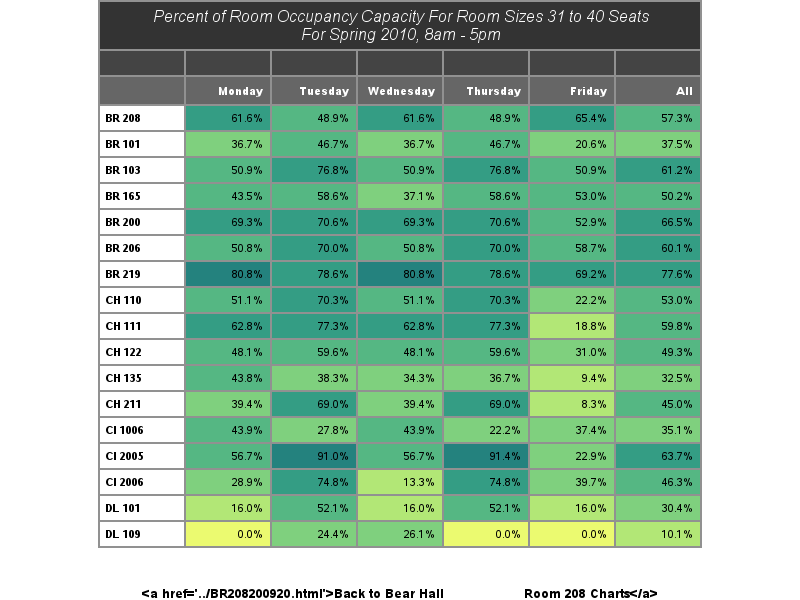 Percent of Room Occupancy Capacity For Room Sizes 31 to 40 Seats
For Spring 2010, 8am - 5pm
Monday Tuesday Wednesday Thursday Friday All
BR 208 61.6% 48.9% 61.6% 48.9% 65.4% 57.3%
BR 101 36.7% 46.7% 36.7% 46.7% 20.6% 37.5%
BR 103 50.9% 76.8% 50.9% 76.8% 50.9% 61.2%
BR 165 43.5% 58.6% 37.1% 58.6% 53.0% 50.2%
BR 200 69.3% 70.6% 69.3% 70.6% 52.9% 66.5%
BR 206 50.8% 70.0% 50.8% 70.0% 58.7% 60.1%
BR 219 80.8% 78.6% 80.8% 78.6% 69.2% 77.6%
CH 110 51.1% 70.3% 51.1% 70.3% 22.2% 53.0%
CH 111 62.8% 77.3% 62.8% 77.3% 18.8% 59.8%
CH 122 48.1% 59.6% 48.1% 59.6% 31.0% 49.3%
CH 135 43.8% 38.3% 34.3% 36.7% 9.4% 32.5%
CH 211 39.4% 69.0% 39.4% 69.0% 8.3% 45.0%
CI 1006 43.9% 27.8% 43.9% 22.2% 37.4% 35.1%
CI 2005 56.7% 91.0% 56.7% 91.4% 22.9% 63.7%
CI 2006 28.9% 74.8% 13.3% 74.8% 39.7% 46.3%
DL 101 16.0% 52.1% 16.0% 52.1% 16.0% 30.4%
DL 109 0.0% 24.4% 26.1% 0.0% 0.0% 10.1%
<a href='../BR208200920.html'>Back to Bear Hall Room 208 Charts</a>